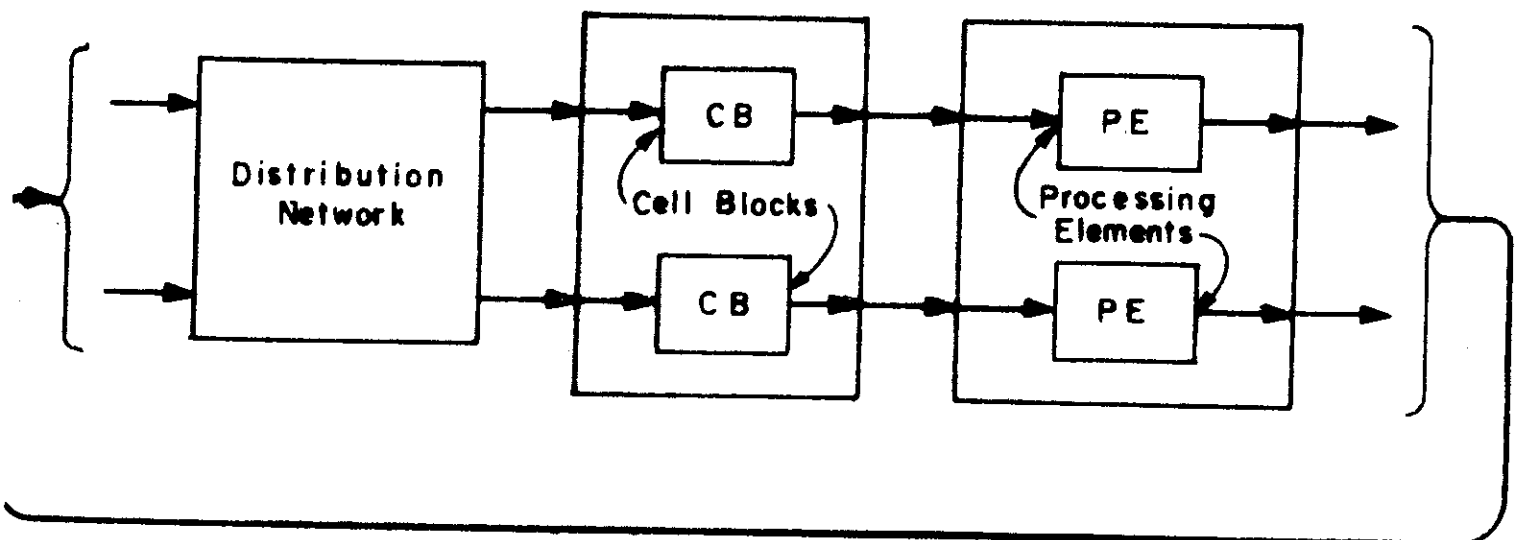 Distribution
Network
CB
Cell Blocks
CB
PE
Processing
Elements
PE